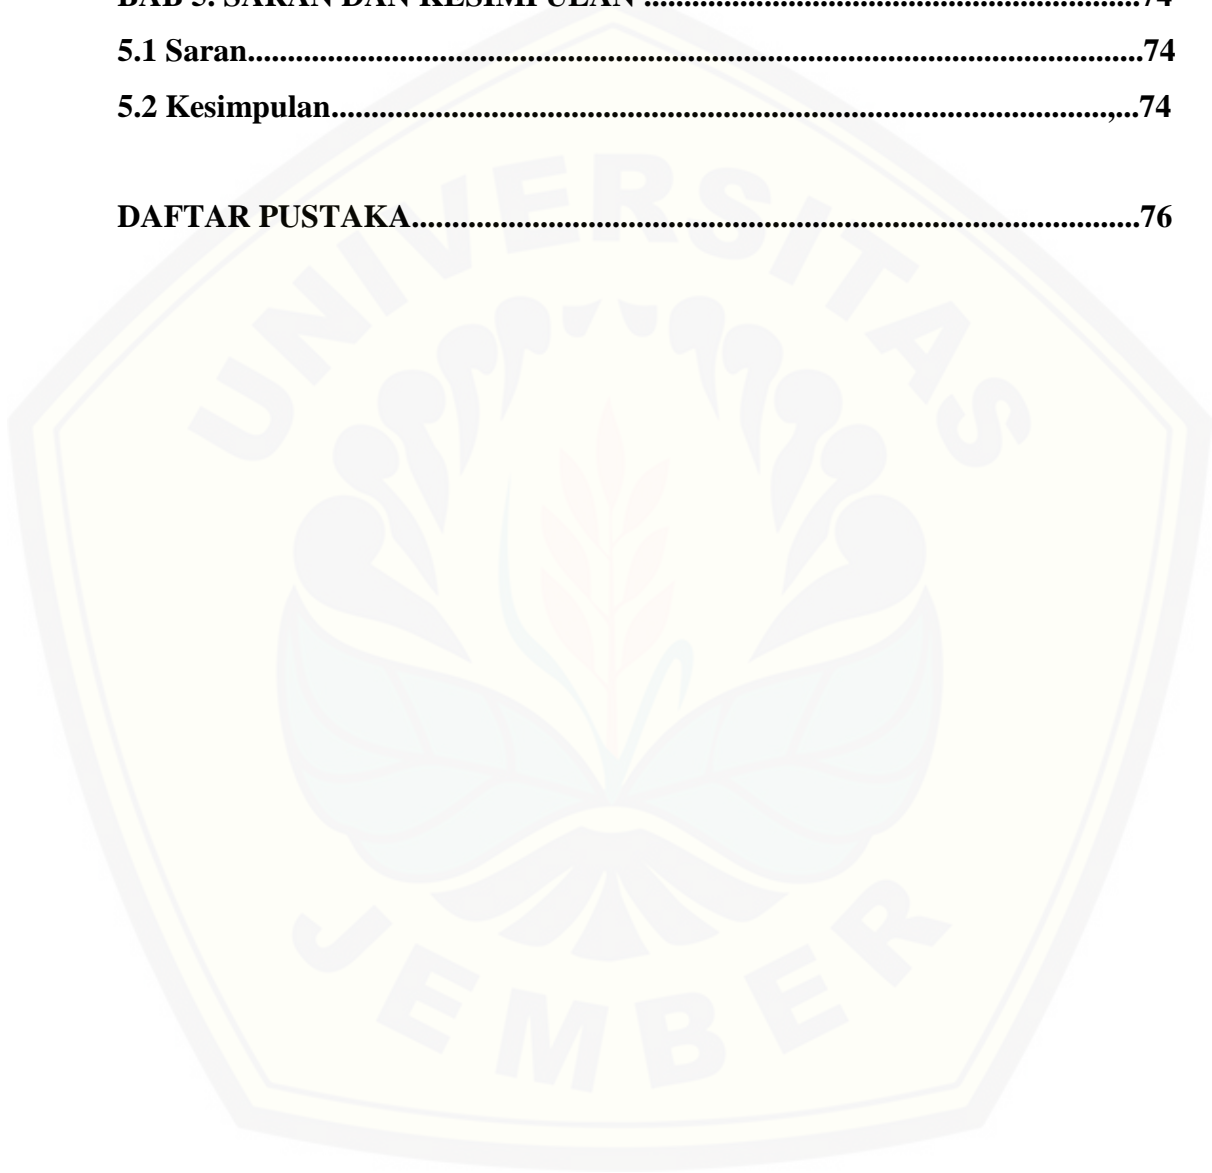 BAB 5. SARAN DAN KESIMPULAN ..............................................................74
5.1 Saran................................................................................................................74
5.2 Kesimpulan.................................................................................................,...74
DAFTAR PUSTAKA...........................................................................................76
UNIVERSITAS
JEMBER